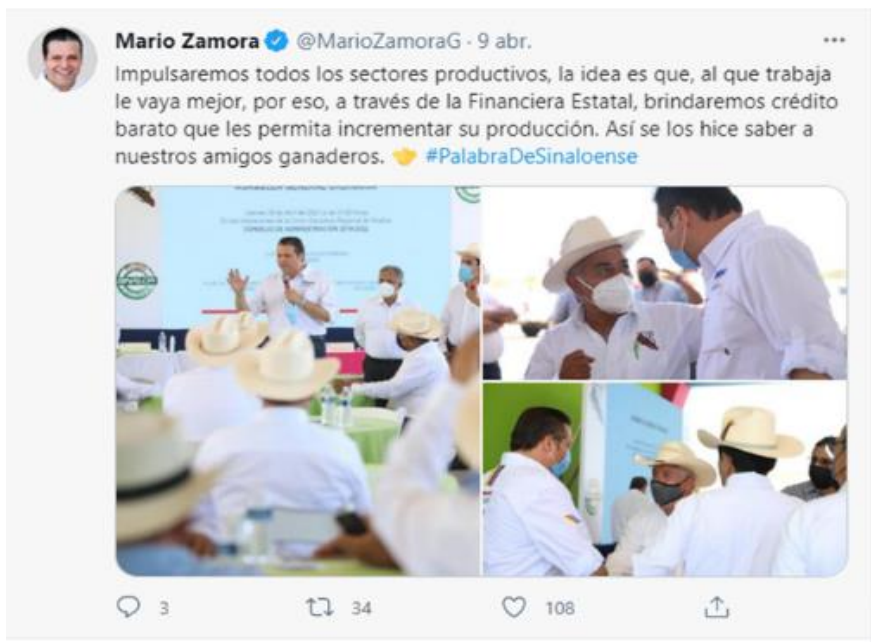 Mario Zamora @MarioZamoraG · 9 abr.
Impulsaremos todos los sectores productivos, la idea es que, al que trabaja
le vaya mejor, por eso, a través de la Financiera Estatal, brindaremos crédito
barato que les permita incrementar su producción. Así se los hice saber a
nuestros amigos ganaderos. 🤝 #PalabraDeSinaloense
3 34 108